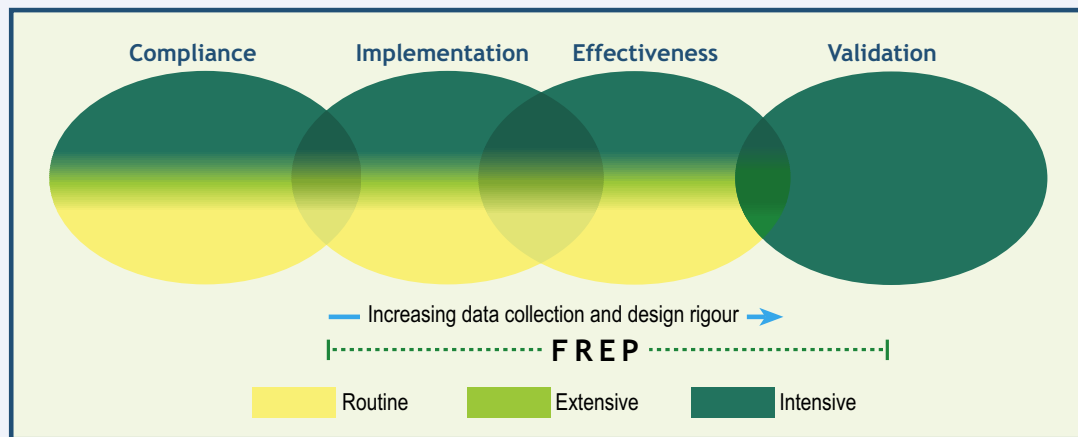 Compliance Implementation Effectiveness Validation
Increasing data collection and design rigour
FREP
Routine Extensive Intensive